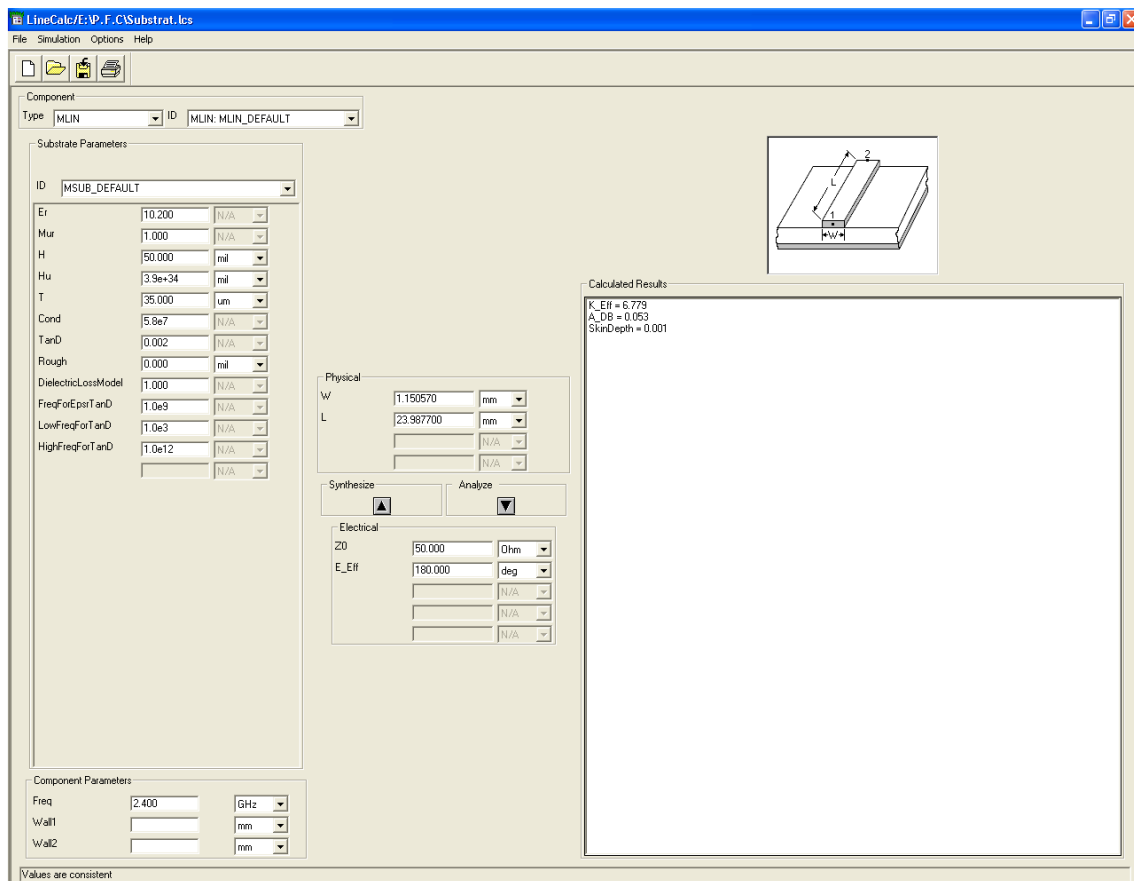 LineCalc/E:\P.F.C\Substrat.lcs
File Simulation Options Help
Component
Type MLIN ID MLIN: MLIN_DEFAULT
Substrate Parameters
ID MSUB_DEFAULT
Er 10.200 N/A
Mur 1.000 N/A
H 50.000 mil
Hu 3.9e+34 mil
T 35.000 um
Cond 5.8e7 N/A
TanD 0.002 N/A
Rough 0.000 mil
DielectricLossModel 1.000 N/A
FreqForEpsrTanD 1.0e9 N/A
LowFreqForTanD 1.0e3 N/A
HighFreqForTanD 1.0e12 N/A
N/A
Component Parameters
Freq 2.400 GHz
Wall1 mm
Wall2 mm
Physical
W 1.150570 mm
L 23.987700 mm
N/A
N/A
Synthesize Analyze
Electrical
Z0 50.000 Ohm
E_Eff 180.000 deg
N/A
N/A
N/A
2
L
1
W
Calculated Results
K_Eff = 6.779
A_DB = 0.053
SkinDepth = 0.001
Values are consistent